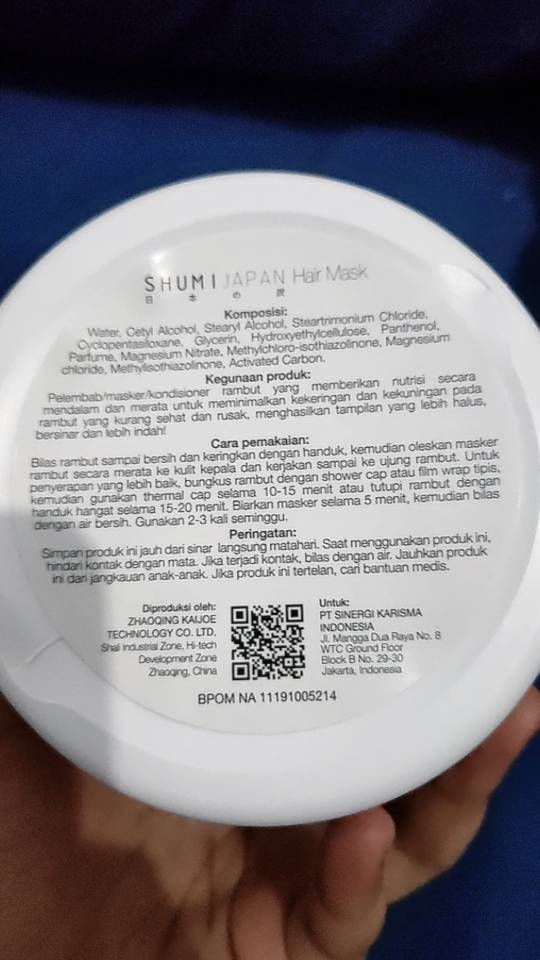 SHUMI JAPAN Hair Mask
日本の炭
Komposisi:
Water, Cetyl Alcohol, Stearyl Alcohol, Steartrimonium Chloride,
Cyclopentasiloxane, Glycerin, Hydroxyethylcellulose, Panthenol,
Parfume, Magnesium Nitrate, Methylchloro-isothiazolinone, Magnesium
chloride, Methylisothiazolinone, Activated Carbon.
Kegunaan produk:
Pelembab/masker/kondisioner rambut yang memberikan nutrisi secara
mendalam dan merata untuk meminimalkan kekeringan dan kekuningan pada
rambut yang kurang sehat dan rusak, menghasilkan tampilan yang lebih halus,
bersinar dan lebih indah!
Cara pemakaian:
Bilas rambut sampai bersih dan keringkan dengan handuk, kemudian oleskan masker
rambut secara merata ke kulit kepala dan kerjakan sampai ke ujung rambut. Untuk
penyerapan yang lebih baik, bungkus rambut dengan shower cap atau film wrap tipis,
kemudian gunakan thermal cap selama 10-15 menit atau tutupi rambut dengan
handuk hangat selama 15-20 menit. Biarkan masker selama 5 menit, kemudian bilas
dengan air bersih. Gunakan 2-3 kali seminggu.
Peringatan:
Simpan produk ini jauh dari sinar langsung matahari. Saat menggunakan produk ini,
hindari kontak dengan mata. Jika terjadi kontak, bilas dengan air. Jauhkan produk
ini dari jangkauan anak-anak. Jika produk ini tertelan, cari bantuan medis.
Diproduksi oleh:
ZHAOQING KAIJOE
TECHNOLOGY CO. LTD.
Shali industrial Zone, Hi-tech
Development Zone
Zhaoqing, China
Untuk:
PT SINERGI KARISMA
INDONESIA
Jl. Mangga Dua Raya No. 8
WTC Ground Floor
Block B No. 29-30
Jakarta, Indonesia
BPOM NA 11191005214